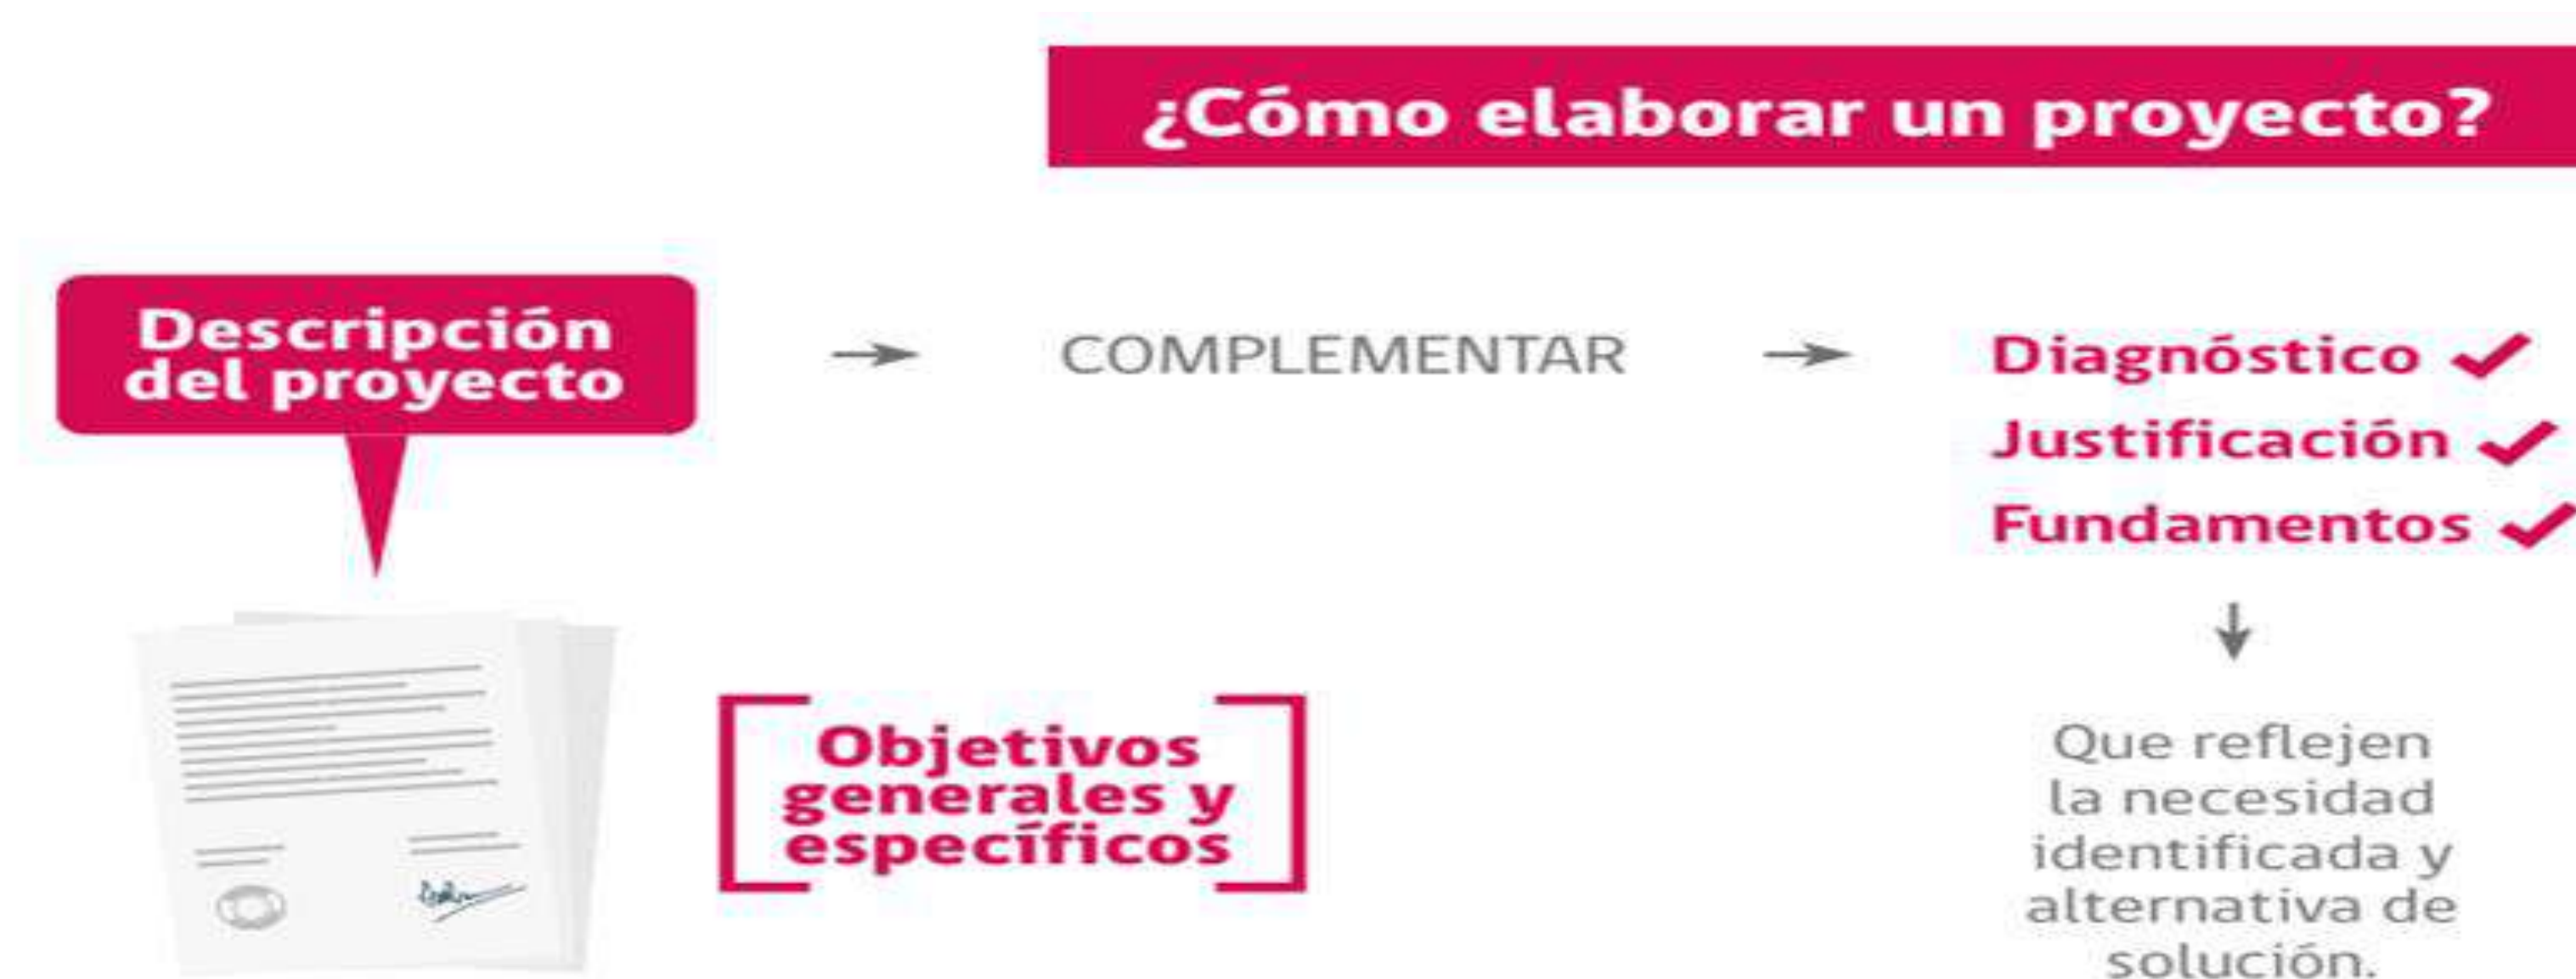 ¿Cómo elaborar un proyecto?
Descripción
del proyecto
COMPLEMENTAR
Diagnóstico
Justificación
Fundamentos
Objetivos
generales y
específicos
Que reflejen
la necesidad
identificada y
alternativa de
solución.